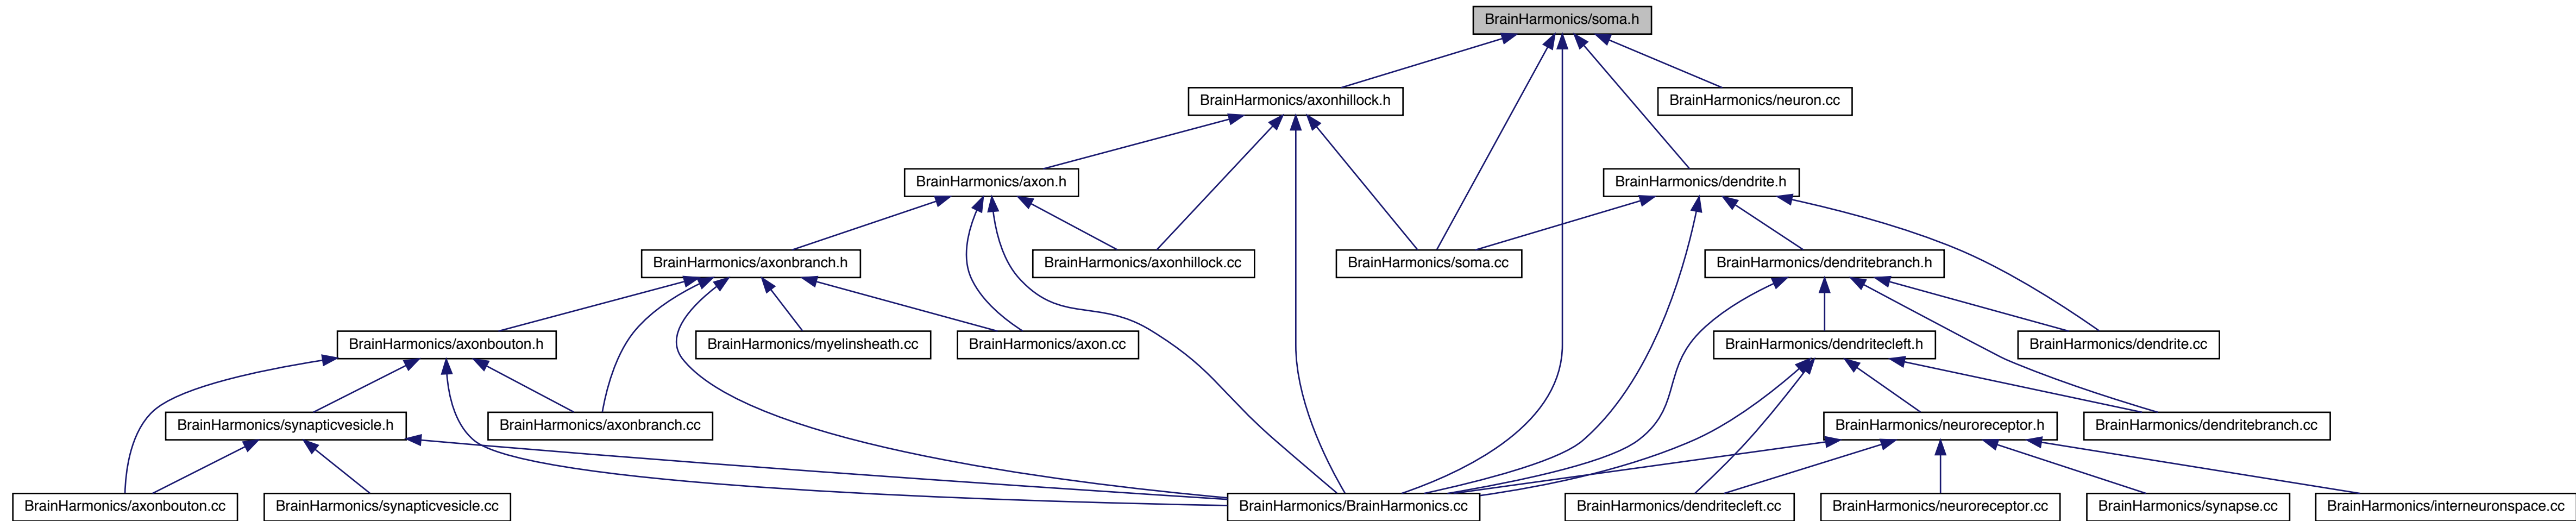 BrainHarmonics/soma.h
BrainHarmonics/axonhillock.h
BrainHarmonics/neuron.cc
BrainHarmonics/axon.h
BrainHarmonics/dendrite.h
BrainHarmonics/axonbranch.h
BrainHarmonics/axonhillock.cc
BrainHarmonics/soma.cc
BrainHarmonics/dendritebranch.h
BrainHarmonics/axonbouton.h
BrainHarmonics/myelinsheath.cc
BrainHarmonics/axon.cc
BrainHarmonics/dendritecleft.h
BrainHarmonics/dendrite.cc
BrainHarmonics/synapticvesicle.h
BrainHarmonics/axonbranch.cc
BrainHarmonics/neuroreceptor.h
BrainHarmonics/dendritebranch.cc
BrainHarmonics/axonbouton.cc
BrainHarmonics/synapticvesicle.cc
BrainHarmonics/BrainHarmonics.cc
BrainHarmonics/dendritecleft.cc
BrainHarmonics/neuroreceptor.cc
BrainHarmonics/synapse.cc
BrainHarmonics/interneuronspace.cc